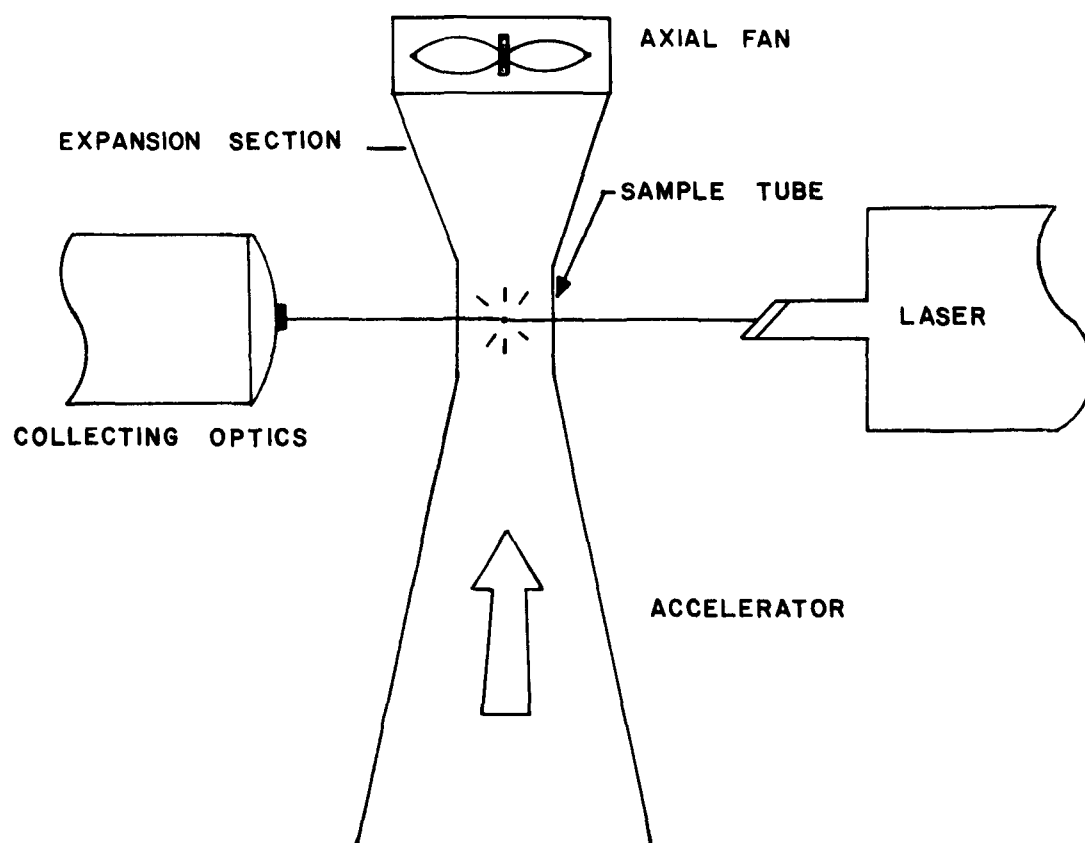 AXIAL FAN
EXPANSION SECTION
SAMPLE TUBE
LASER
COLLECTING OPTICS
ACCELERATOR